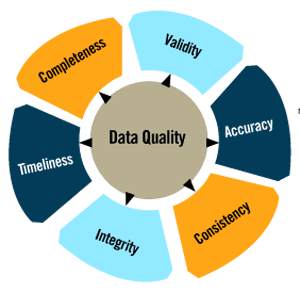 Completeness
Validity
Accuracy
Consistency
Integrity
Timeliness
Data Quality